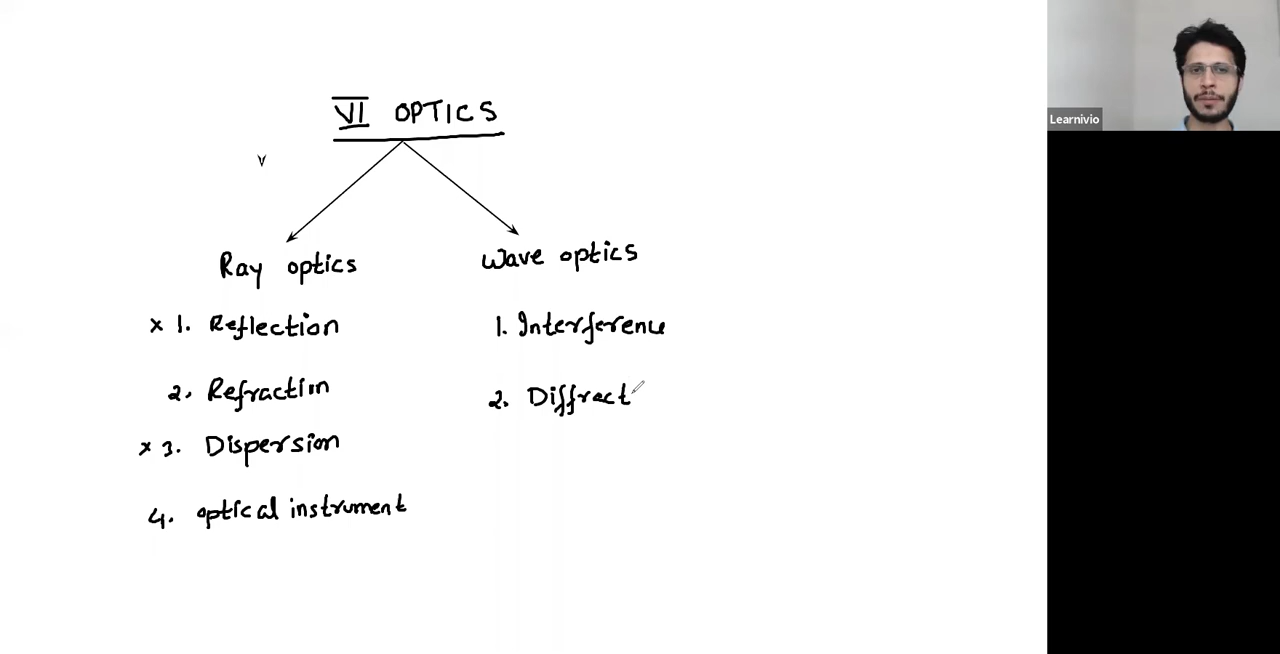 VI OPTICS
Ray optics
Wave optics
x 1. Reflection
1. Interference
2. Refraction
2. Diffract
x 3. Dispersion
4. optical instrument
Learnivio